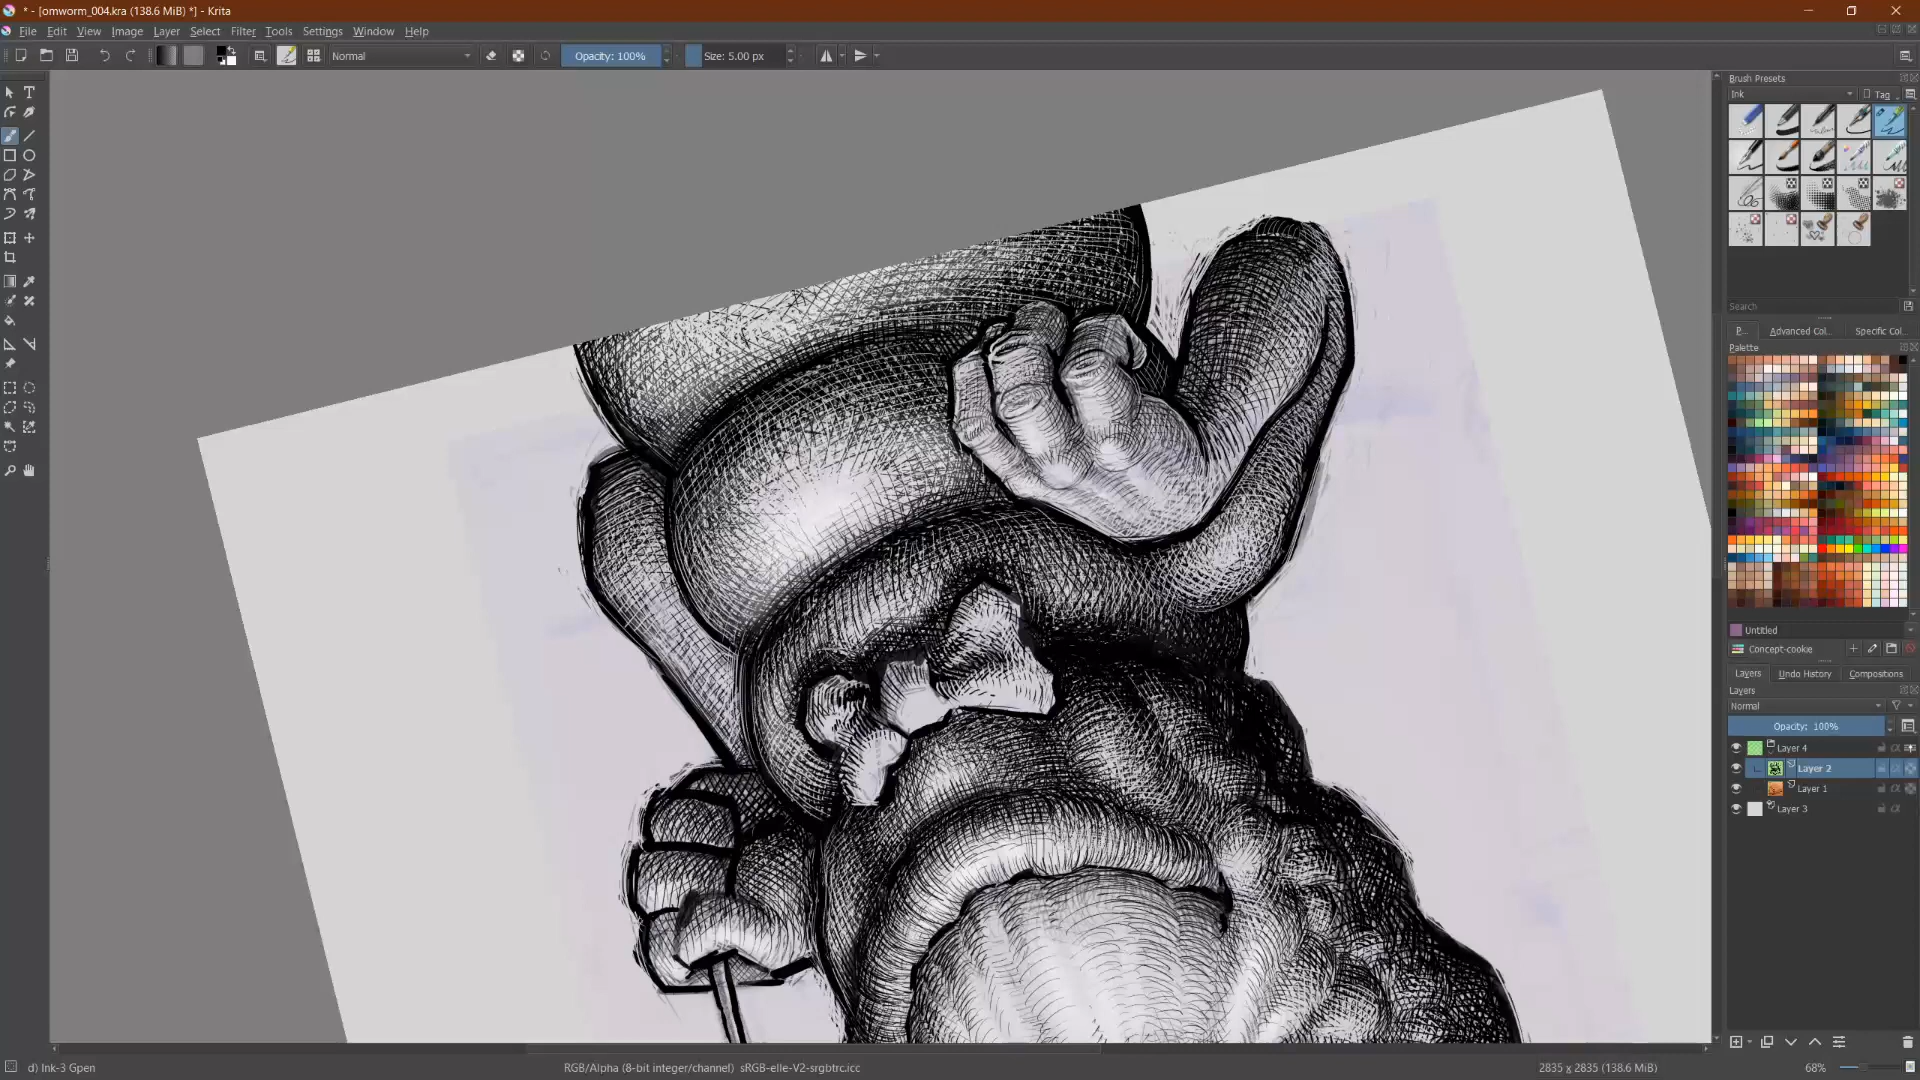 * - [omworm_004.kra (138.6 MiB) *] - Krita
File Edit View Image Layer Select Filter Tools Settings Window Help
Normal Opacity: 100% Size: 5.00 px
Brush Presets
Ink Tag
Search
P... Advanced Col... Specific Col...
Palette
Untitled
Concept-cookie
Layers Undo History Compositions
Layers
Normal
Opacity: 100%
Layer 4
Layer 2
Layer 1
Layer 3
d) Ink-3 Gpen RGB/Alpha (8-bit integer/channel) sRGB-elle-V2-srgbtrc.icc 2835 x 2835 (138.6 MiB) 68%